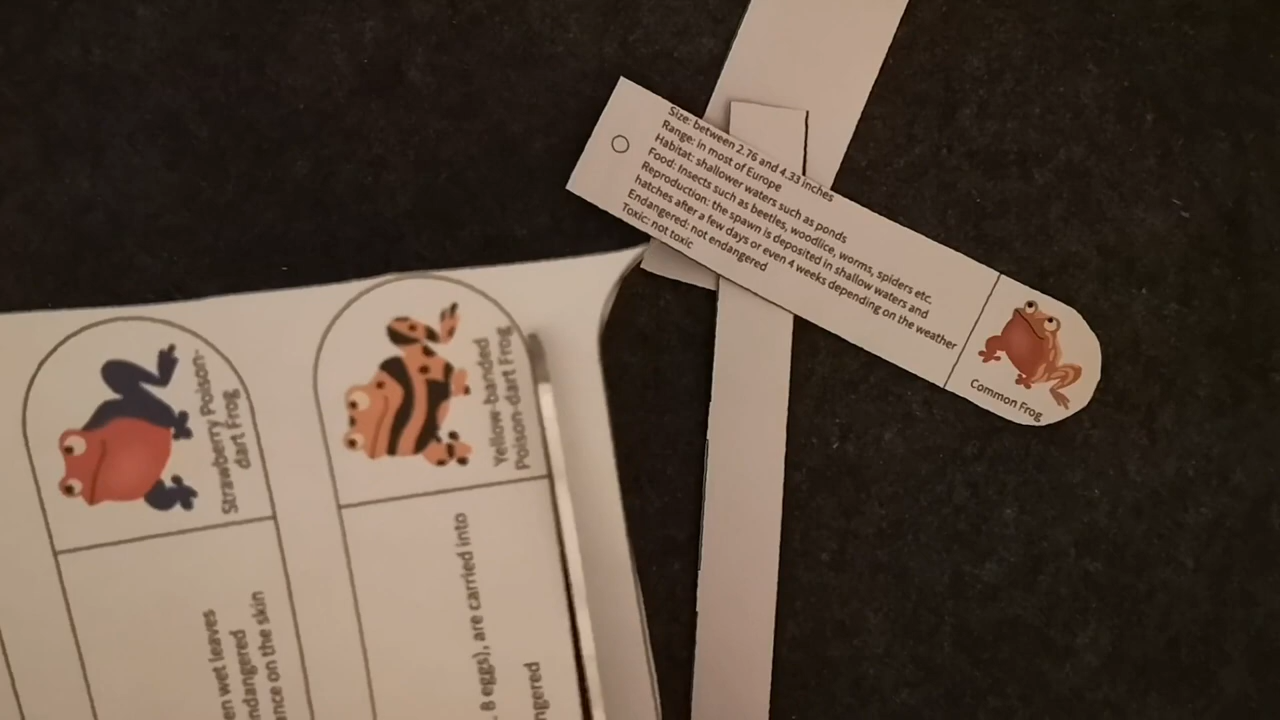 Size: between 2.76 and 4.33 inches
Range: in most of Europe
Habitat: shallower waters such as ponds
Food: Insects such as beetles, woodlice, worms, spiders etc.
Reproduction: the spawn is deposited in shallow waters and
hatches after a few days or even 4 weeks depending on the weather
Endangered: not endangered
Toxic: not toxic
Common Frog
Strawberry Poison-
dart Frog
en wet leaves
ndangered
ance on the skin
Yellow-banded
Poison-dart Frog
8 eggs), are carried into
ngered